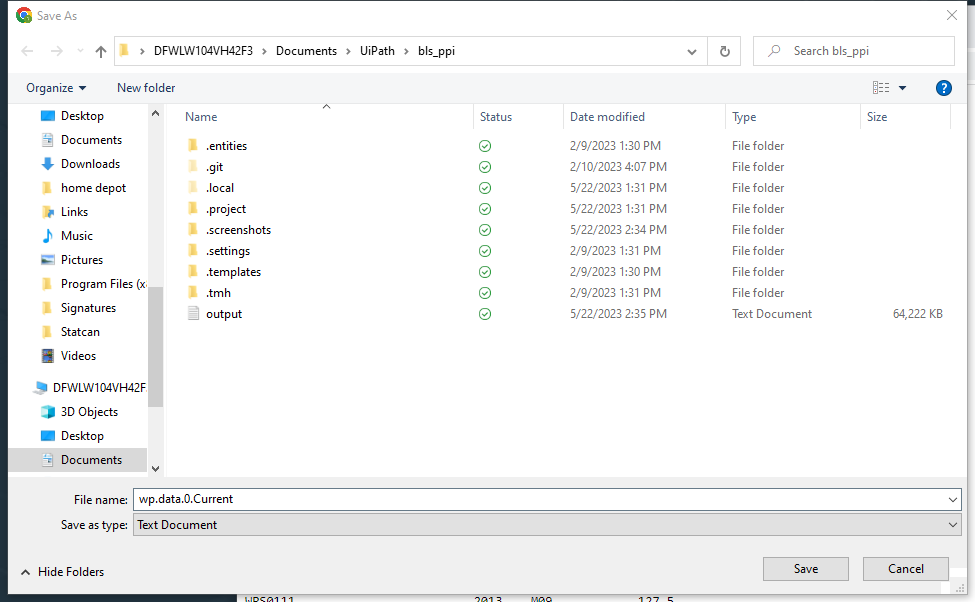 Save As
DFWLW104VH42F3 > Documents > UiPath > bls_ppi
Search bls_ppi
Organize New folder
Desktop
Documents
Downloads
home depot
Links
Music
Pictures
Program Files (x
Signatures
Statcan
Videos
DFWLW104VH42F
3D Objects
Desktop
Documents
Name Status Date modified Type Size
.entities 2/9/2023 1:30 PM File folder
.git 2/10/2023 4:07 PM File folder
.local 5/22/2023 1:31 PM File folder
.project 5/22/2023 1:31 PM File folder
.screenshots 5/22/2023 2:34 PM File folder
.settings 2/9/2023 1:31 PM File folder
.templates 2/9/2023 1:30 PM File folder
.tmh 2/9/2023 1:31 PM File folder
output 5/22/2023 2:35 PM Text Document 64,222 KB
File name: wp.data.0.Current
Save as type: Text Document
Hide Folders Save Cancel
WPS0111 2013 M09 127.5